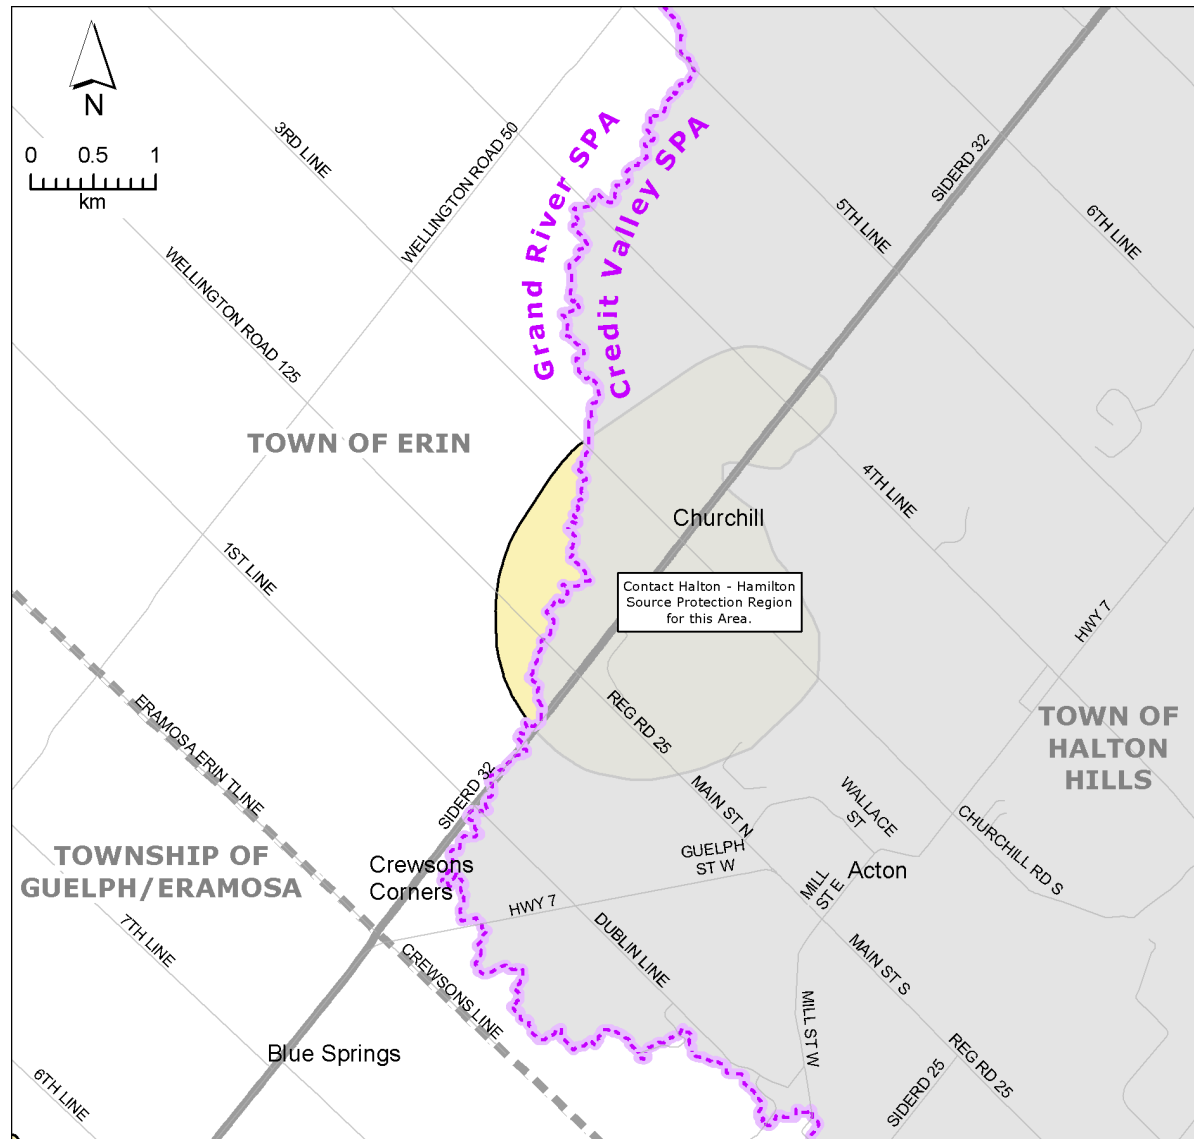 N
0 0.5 1
km
3RD LINE
WELLINGTON ROAD 50
Grand River SPA
Credit Valley SPA
SIDERD 32
5TH LINE
6TH LINE
WELLINGTON ROAD 125
TOWN OF ERIN
4TH LINE
Churchill
1ST LINE
Contact Halton - Hamilton
Source Protection Region
for this Area.
HWY 7
ERAMOSA ERIN TLINE
REG RD 25
TOWN OF
HALTON
HILLS
SIDERD 32
MAIN ST N
WALLACE
ST
CHURCHILL RD S
TOWNSHIP OF
GUELPH/ERAMOSA
Crewsons
Corners
GUELPH
ST W
MILL
ST E
Acton
HWY 7
7TH LINE
DUBLIN LINE
MAIN ST S
CREWSONS LINE
MILL ST W
Blue Springs
REG RD 25
SIDERD 25
6TH LINE